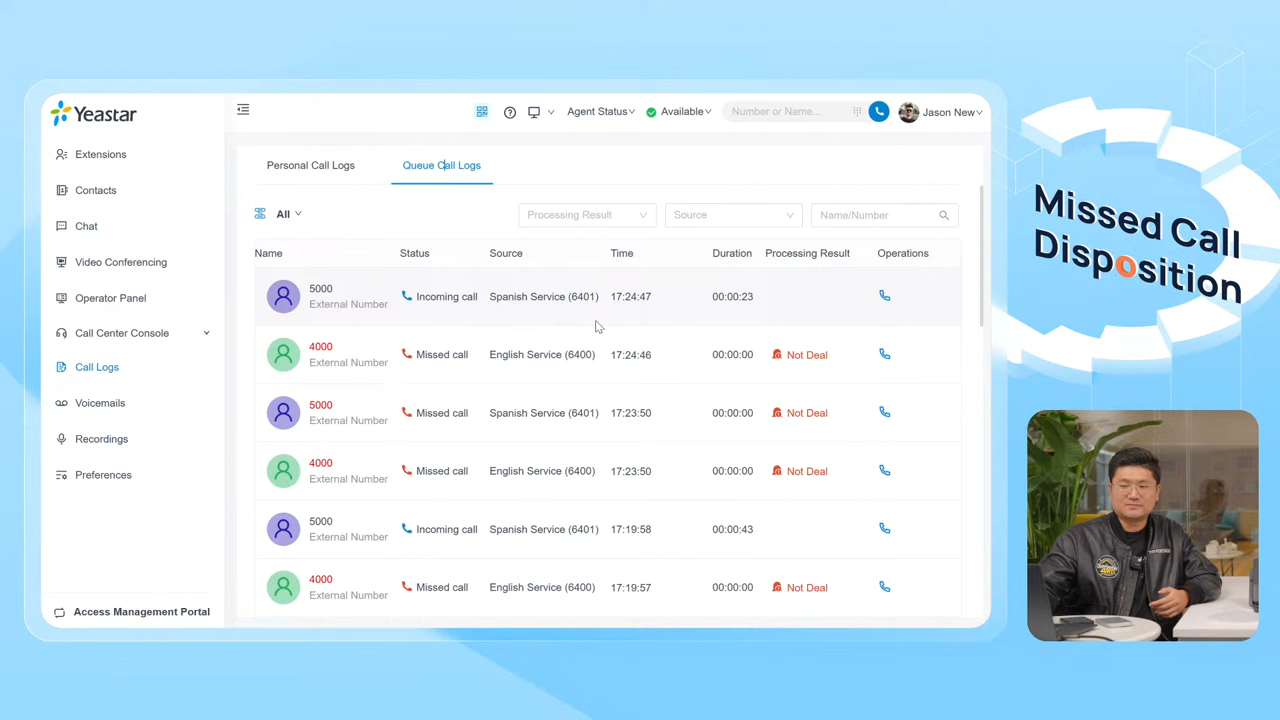 Yeastar
Agent Status
Available
Number or Name...
Jason New
Extensions
Contacts
Chat
Video Conferencing
Operator Panel
Call Center Console
Call Logs
Voicemails
Recordings
Preferences
Access Management Portal
Personal Call Logs
Queue Call Logs
All
Processing Result
Source
Name/Number
Name Status Source Time Duration Processing Result Operations
5000
External Number
Incoming call Spanish Service (6401) 17:24:47 00:00:23
4000
External Number
Missed call English Service (6400) 17:24:46 00:00:00 Not Deal
5000
External Number
Missed call Spanish Service (6401) 17:23:50 00:00:00 Not Deal
4000
External Number
Missed call English Service (6400) 17:23:50 00:00:00 Not Deal
5000
External Number
Incoming call Spanish Service (6401) 17:19:58 00:00:43
4000
External Number
Missed call English Service (6400) 17:19:57 00:00:00 Not Deal
Missed Call
Disposition